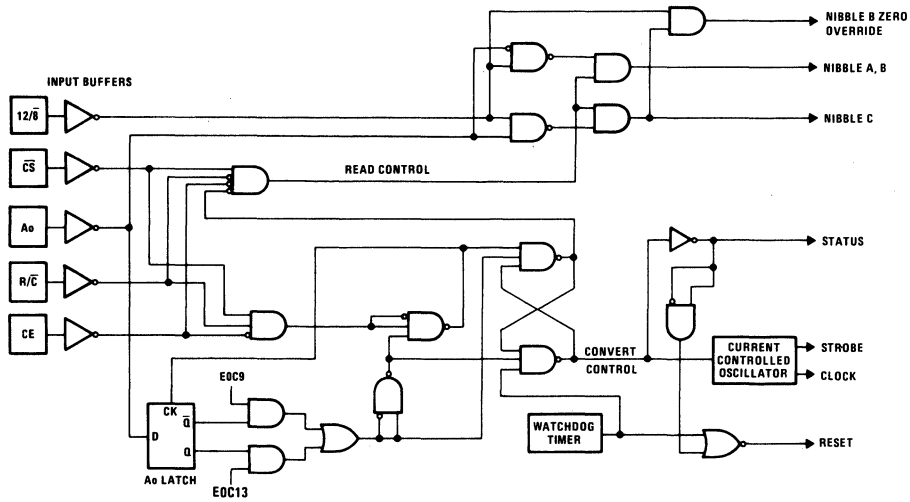 NIBBLE B ZERO
OVERRIDE
INPUT BUFFERS
NIBBLE A, B
12/8̅
NIBBLE C
C̅S̅
READ CONTROL
Ao
STATUS
R/C̅
CE
CONVERT
CONTROL
CURRENT
CONTROLLED
OSCILLATOR
STROBE
CLOCK
EOC9
CK
Q̅
D
Q
WATCHDOG
TIMER
RESET
Ao LATCH
EOC13